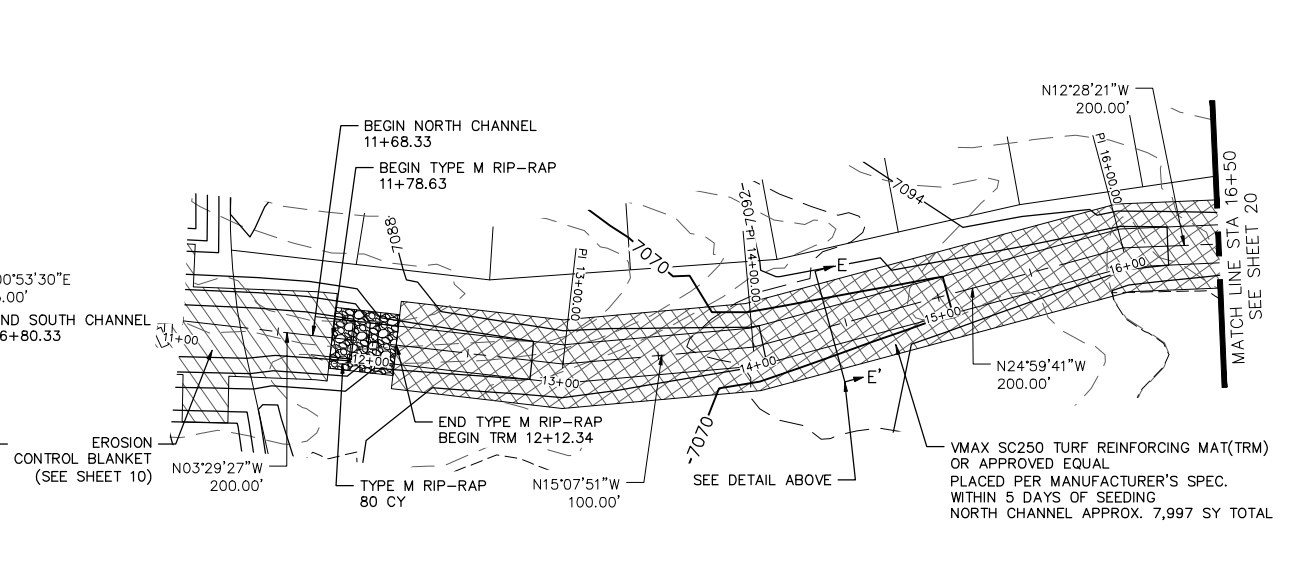 N12°28'21"W
200.00'
BEGIN NORTH CHANNEL
11+68.33
BEGIN TYPE M RIP-RAP
11+78.63
PI 16+00.00
MATCH LINE STA 16+50
SEE SHEET 20
7094
7092
7088
PI 14+00.00
PI 13+00.00
7070
E
00°53'30"E
.00'
ND SOUTH CHANNEL
6+80.33
11+00
12+00
13+00
14+00
15+00
16+00
E'
N24°59'41"W
200.00'
END TYPE M RIP-RAP
BEGIN TRM 12+12.34
-7070
EROSION
CONTROL BLANKET
(SEE SHEET 10)
N03°29'27"W
200.00'
TYPE M RIP-RAP
80 CY
N15°07'51"W
100.00'
SEE DETAIL ABOVE
VMAX SC250 TURF REINFORCING MAT(TRM)
OR APPROVED EQUAL
PLACED PER MANUFACTURER'S SPEC.
WITHIN 5 DAYS OF SEEDING
NORTH CHANNEL APPROX. 7,997 SY TOTAL